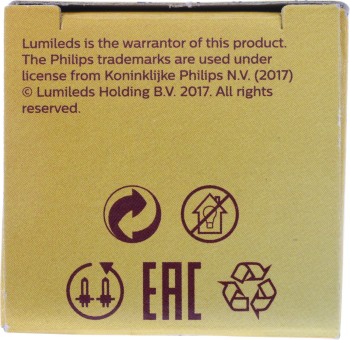 Lumileds is the warrantor of this product.
The Philips trademarks are used under
license from Koninklijke Philips N.V. (2017)
© Lumileds Holding B.V. 2017. All rights
reserved.
EAC